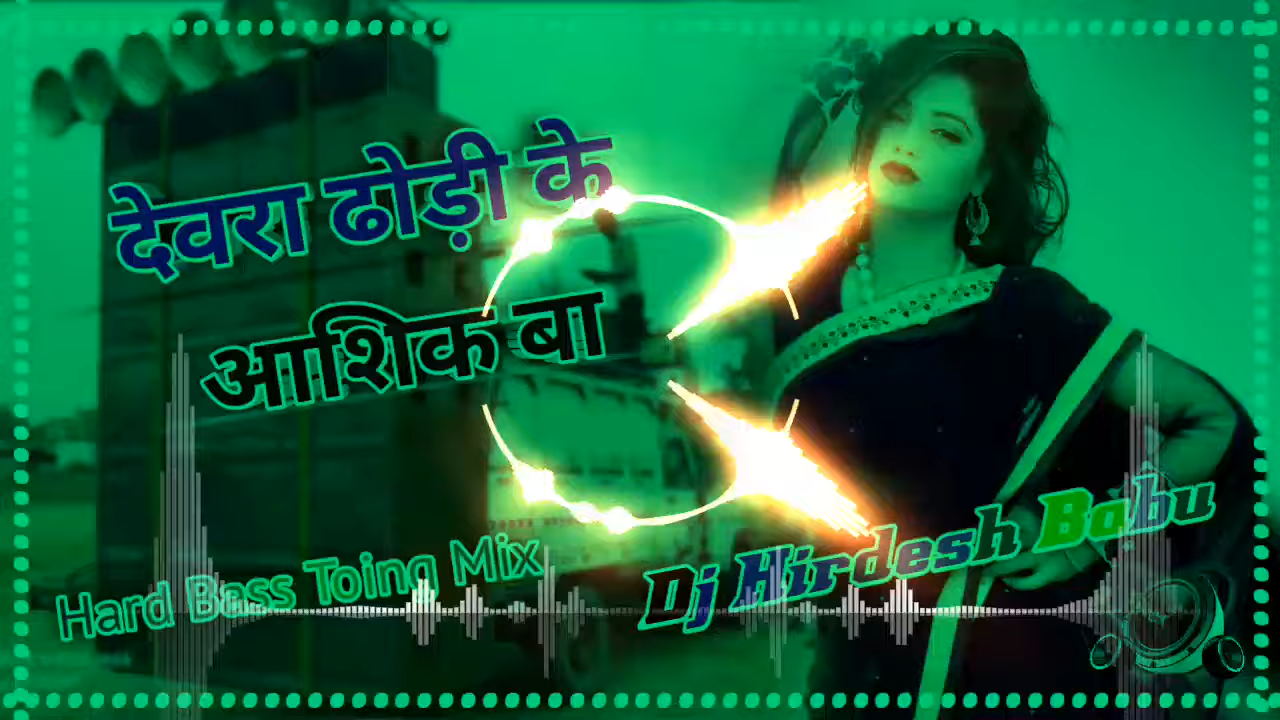 देवरा ढोड़ी के
आशिक बा
Hard Bass Toing Mix
Dj Hirdesh Babu